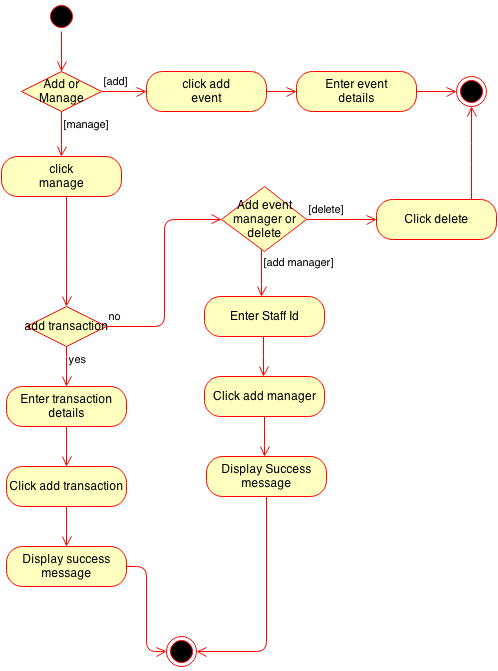 Add or
Manage
[add]
click add
event
Enter event
details
[manage]
click
manage
Add event
manager or
delete
[delete]
Click delete
[add manager]
add transaction
no
yes
Enter Staff Id
Enter transaction
details
Click add manager
Click add transaction
Display Success
message
Display success
message